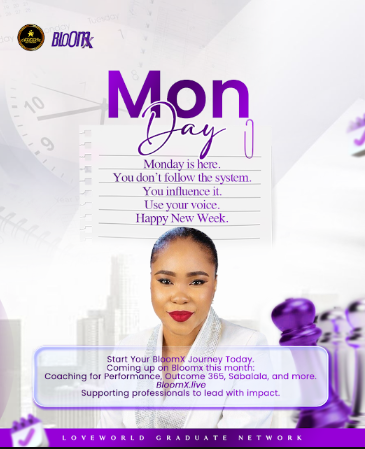 BLOOMX
Mon
Day
Monday is here.
You don't follow the system.
You influence it.
Use your voice.
Happy New Week.
Start Your BloomX Journey Today.
Coming up on Bloomx this month:
Coaching for Performance, Outcome 365, Sabalala, and more.
BloomX.live
Supporting professionals to lead with impact.
LOVEWORLD GRADUATE NETWORK